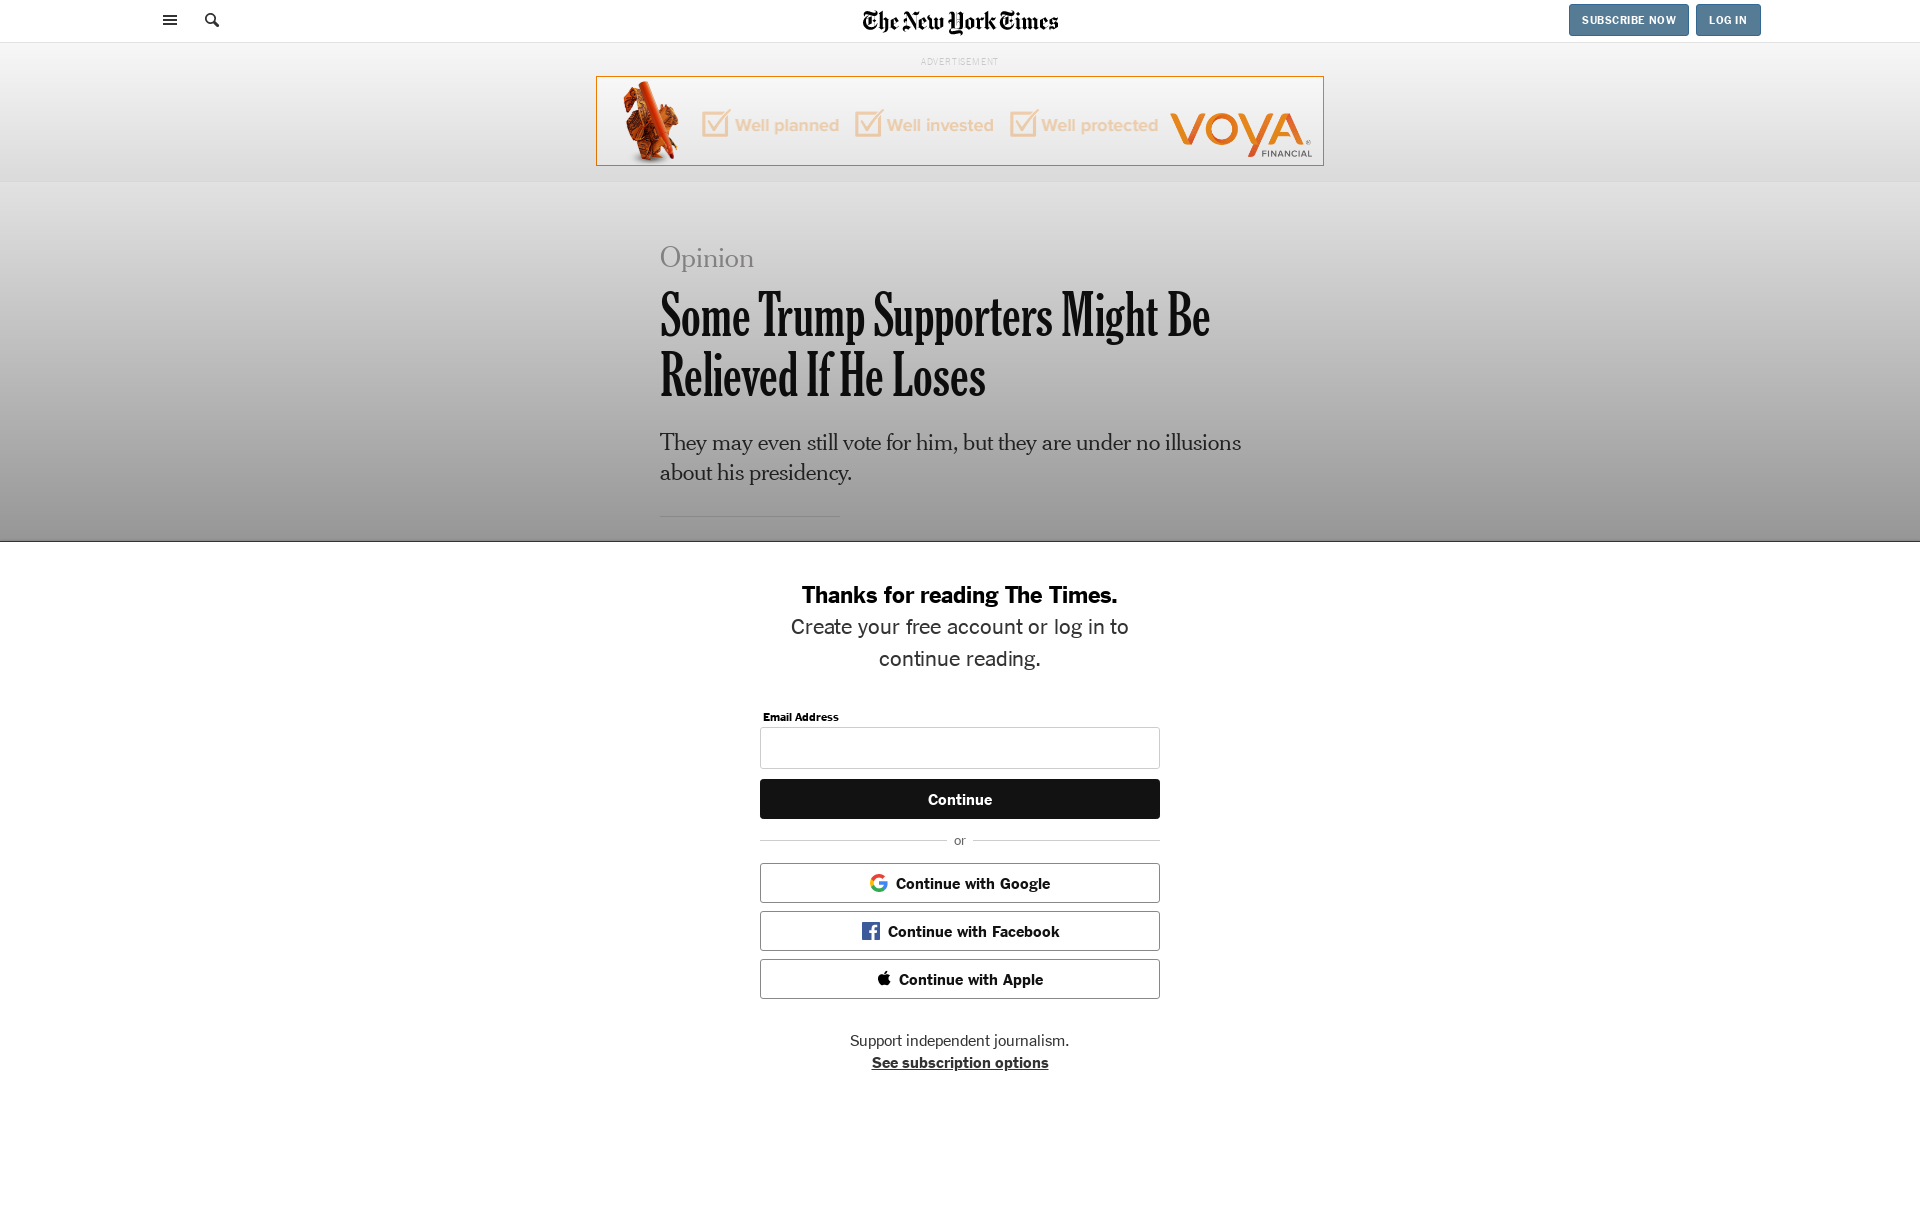 The New York Times
SUBSCRIBE NOW
LOG IN
ADVERTISEMENT
Well planned
Well invested
Well protected
VOYA®
FINANCIAL
Opinion
Some Trump Supporters Might Be
Relieved If He Loses
They may even still vote for him, but they are under no illusions
about his presidency.
Thanks for reading The Times.
Create your free account or log in to
continue reading.
Email Address
Continue
or
Continue with Google
Continue with Facebook
Continue with Apple
Support independent journalism.
See subscription options